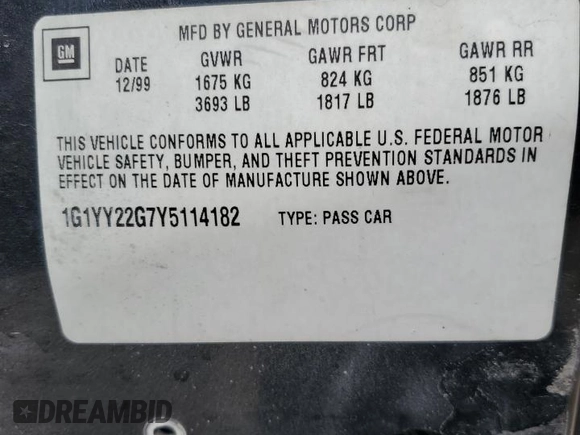 MFD BY GENERAL MOTORS CORP
GM
DATE GVWR GAWR FRT GAWR RR
12/99 1675 KG 824 KG 851 KG
3693 LB 1817 LB 1876 LB
THIS VEHICLE CONFORMS TO ALL APPLICABLE U.S. FEDERAL MOTOR
VEHICLE SAFETY, BUMPER, AND THEFT PREVENTION STANDARDS IN
EFFECT ON THE DATE OF MANUFACTURE SHOWN ABOVE.
1G1YY22G7Y5114182 TYPE: PASS CAR
DREAMBID